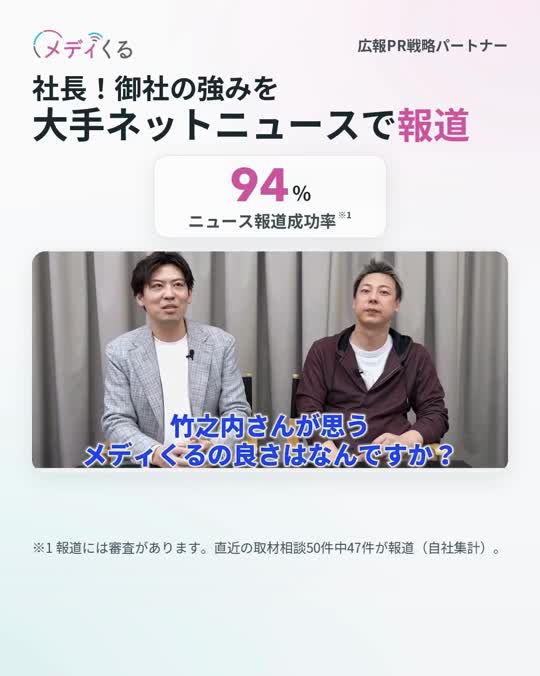 メディくる
広報PR戦略パートナー
社長！御社の強みを
大手ネットニュースで報道
94%
ニュース報道成功率※1
竹之内さんが思う
メディくるの良さはなんですか？
※1 報道には審査があります。直近の取材相談50件中47件が報道（自社集計）。